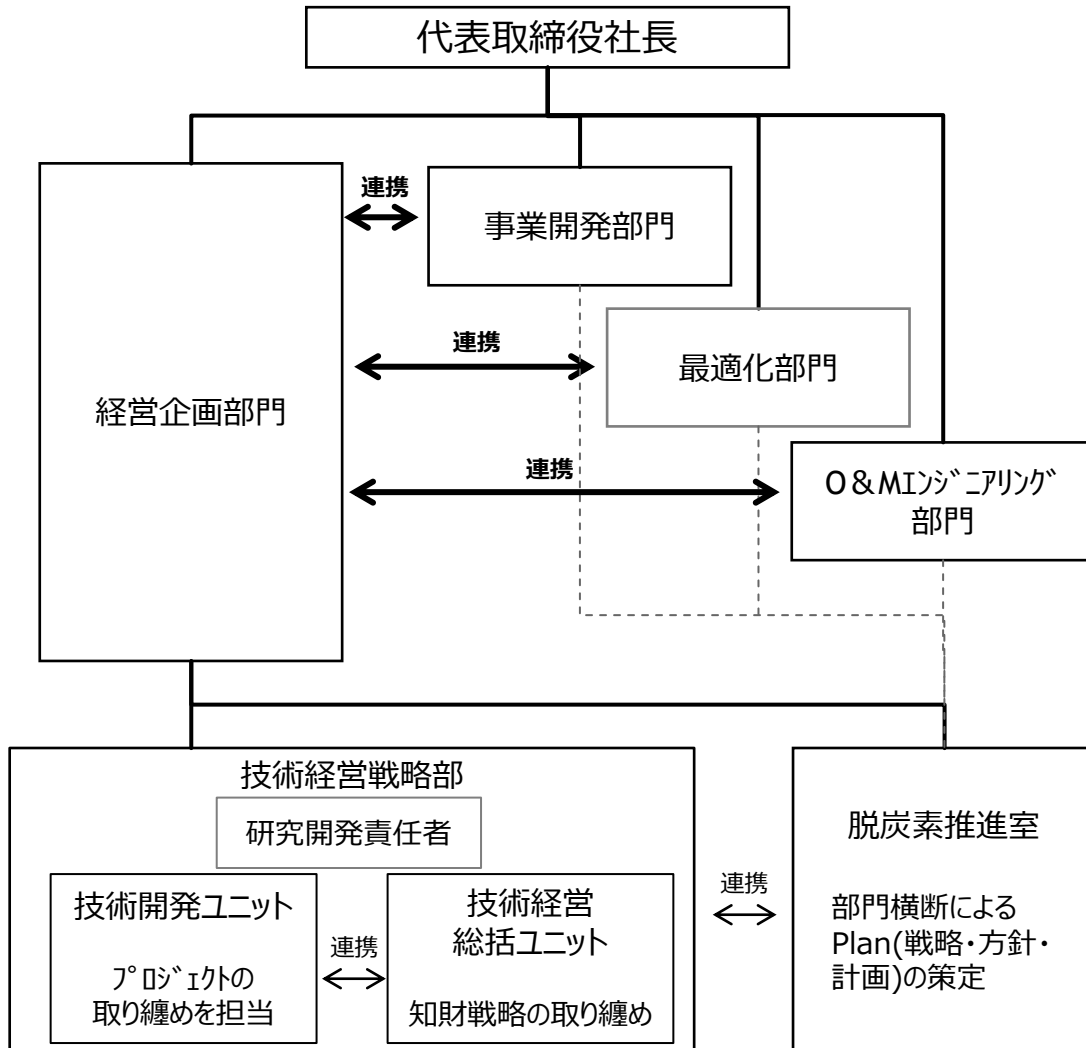 代表取締役社長
連携
事業開発部門
連携
最適化部門
経営企画部門
連携
O&Mｴﾝｼﾞﾆｱﾘﾝｸﾞ
部門
技術経営戦略部
研究開発責任者
技術開発ユニット
ﾌﾟﾛｼﾞｪｸﾄの
取り纏めを担当
連携
技術経営
総括ユニット
知財戦略の取り纏め
連携
脱炭素推進室
部門横断による
Plan(戦略・方針・
計画)の策定